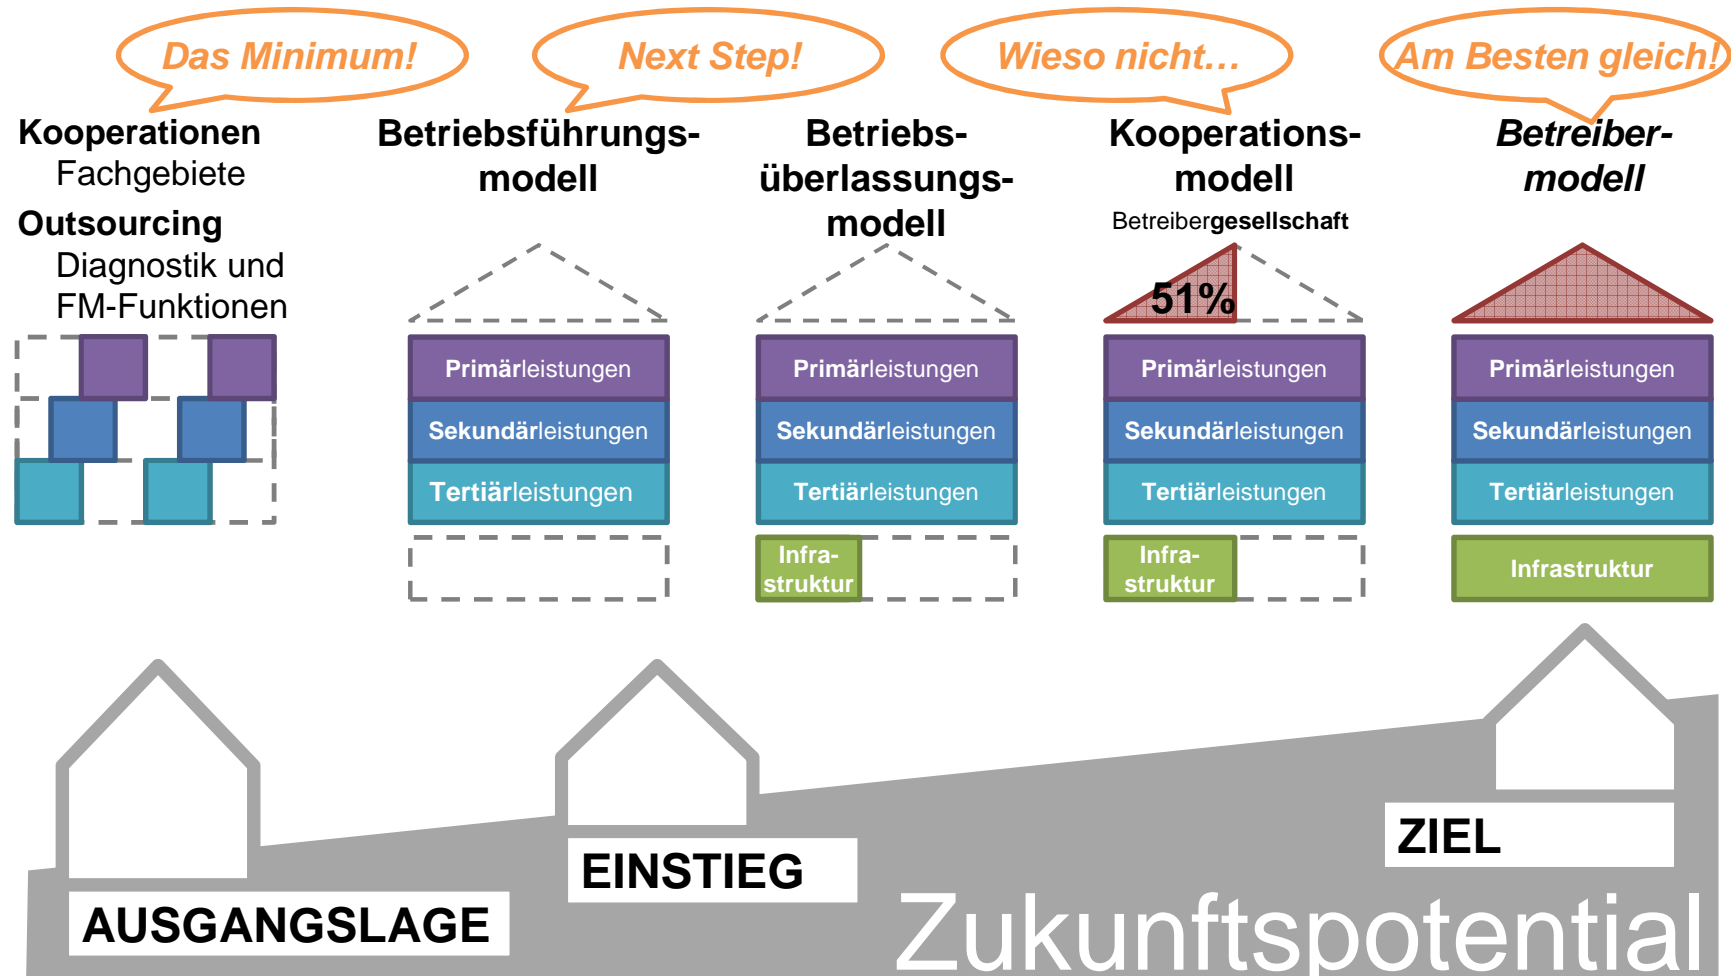 Das Minimum!
Next Step!
Wieso nicht…
Am Besten gleich!
Kooperationen
Fachgebiete
Outsourcing
Diagnostik und
FM-Funktionen
Betriebsführungs-
modell
Primärleistungen
Sekundärleistungen
Tertiärleistungen
Betriebs-
überlassungs-
modell
Primärleistungen
Sekundärleistungen
Tertiärleistungen
Infra-
struktur
Kooperations-
modell
Betreibergesellschaft
51%
Primärleistungen
Sekundärleistungen
Tertiärleistungen
Infra-
struktur
Betreiber-
modell
Primärleistungen
Sekundärleistungen
Tertiärleistungen
Infrastruktur
AUSGANGSLAGE
EINSTIEG
ZIEL
Zukunftspotential